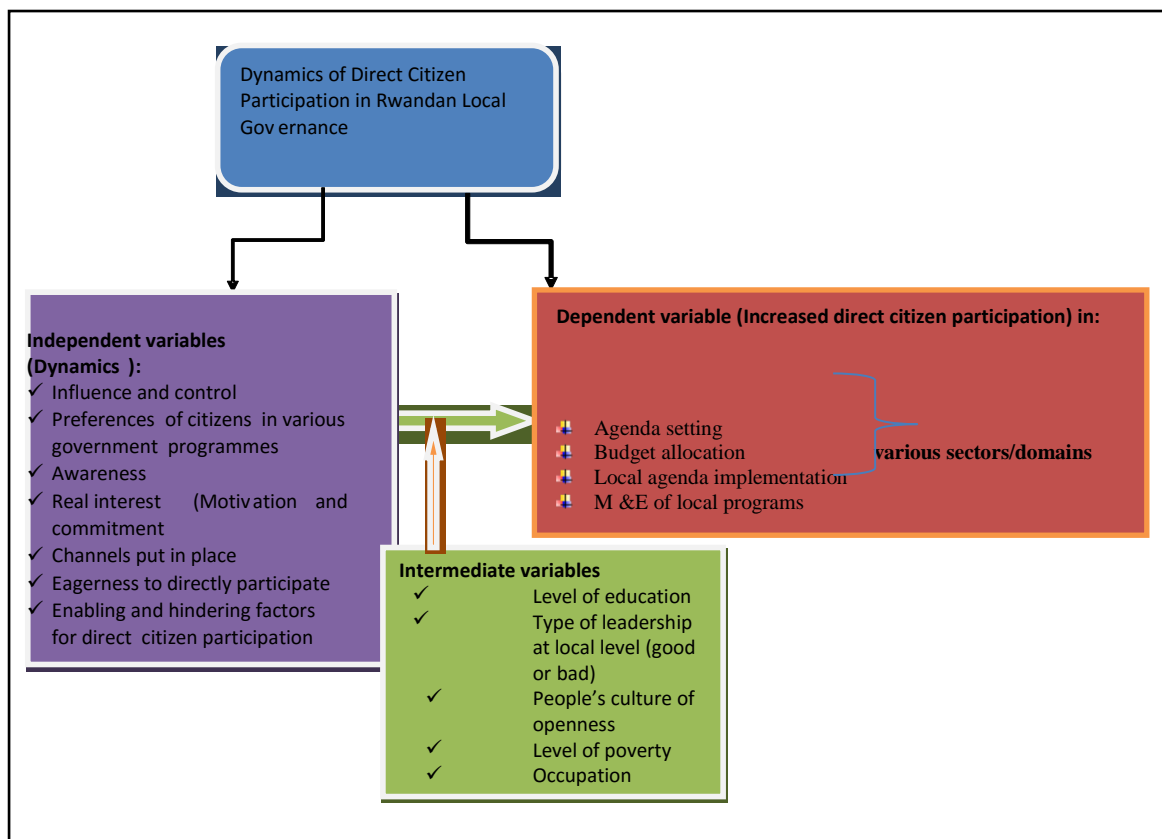 Dynamics of Direct Citizen
Participation in Rwandan Local
Gov ernance
Independent variables
(Dynamics ):
✓ Influence and control
✓ Preferences of citizens in various
government programmes
✓ Awareness
✓ Real interest (Motivation and
commitment
✓ Channels put in place
✓ Eagerness to directly participate
✓ Enabling and hindering factors
for direct citizen participation
Dependent variable (Increased direct citizen participation) in:
Agenda setting
Budget allocation various sectors/domains
Local agenda implementation
M &E of local programs
Intermediate variables
✓ Level of education
✓ Type of leadership
at local level (good
or bad)
✓ People’s culture of
openness
✓ Level of poverty
✓ Occupation